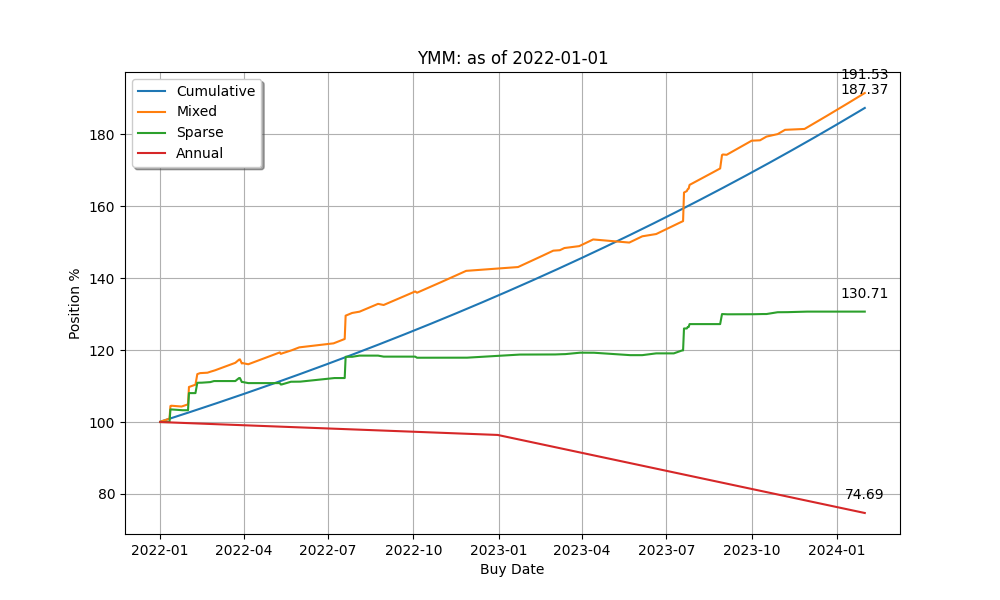 YMM: as of 2022-01-01
Cumulative
Mixed
Sparse
Annual
191.53
187.37
130.71
74.69
Position %
180
160
140
120
100
80
2022-01 2022-04 2022-07 2022-10 2023-01 2023-04 2023-07 2023-10 2024-01
Buy Date